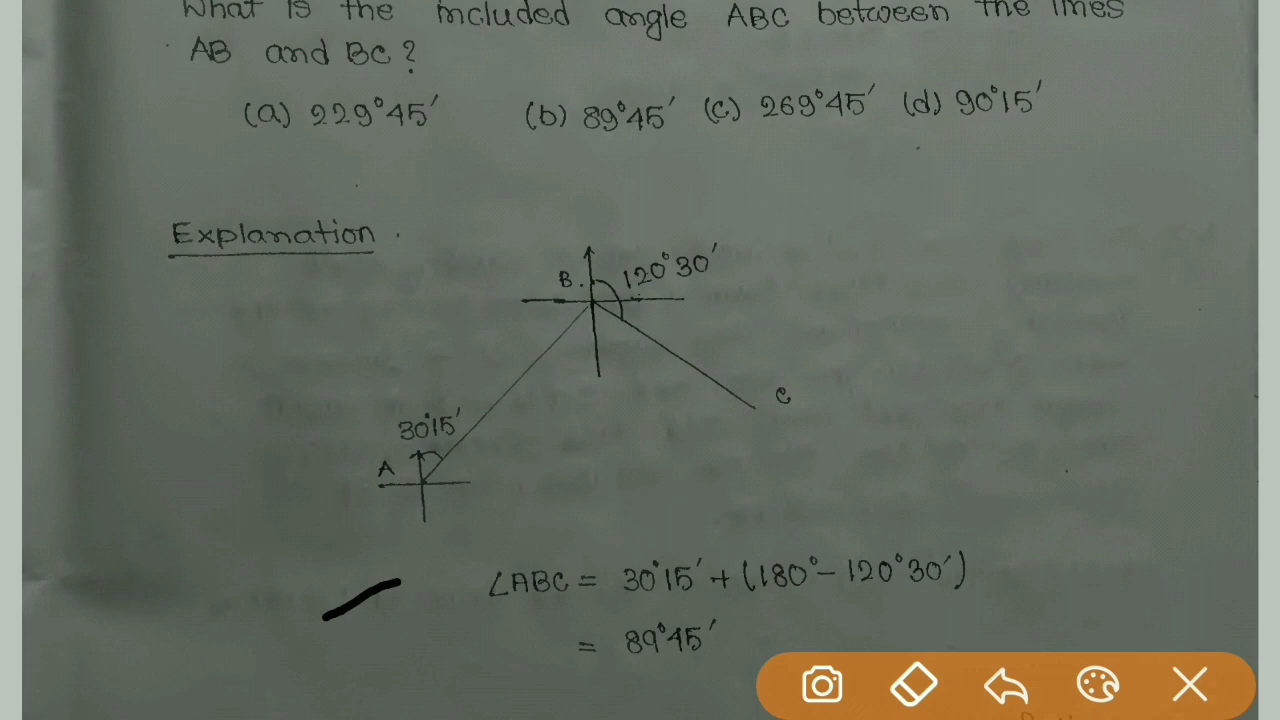 What is the included angle ABC between the lines
AB and BC?
(a) 229°45′ (b) 89°45′ (c) 269°45′ (d) 90°15′
Explanation.
B. 120°30′
C
30°15′
A
∠ABC = 30°15′ + (180° - 120°30′)
= 89°45′